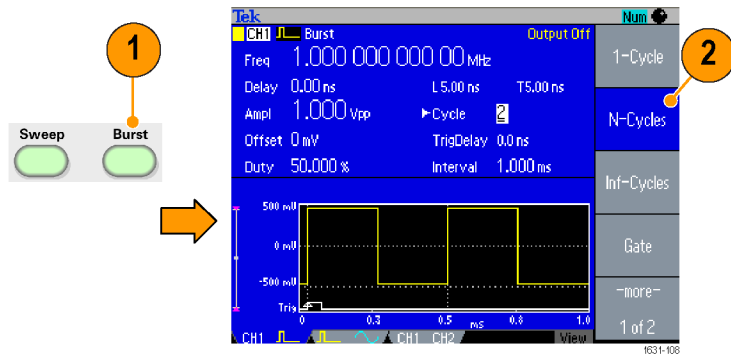 1
Sweep Burst
Tek Num
CH1 Burst Output Off
Freq 1.000 000 000 00 MHz
Delay 0.00 ns L 5.00 ns T5.00 ns
Ampl 1.000 Vpp Cycle 2
Offset 0 mV TrigDelay 0.0 ns
Duty 50.000 % Interval 1.000 ms
500 mV
0 mV
-500 mV
Trig
0 0.3 0.5 ms 0.8 1.0
CH1 CH1 CH2 View
1-Cycle
2
N-Cycles
Inf-Cycles
Gate
-more-
1 of 2
1631-108